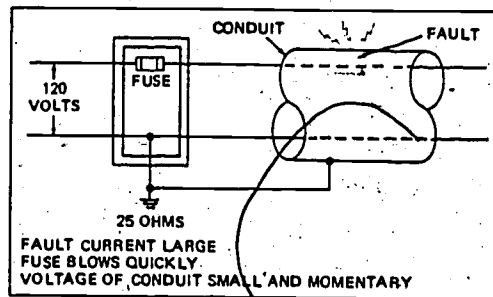 CONDUIT
FAULT
FUSE
120
VOLTS
25 OHMS
FAULT CURRENT LARGE
FUSE BLOWS QUICKLY
VOLTAGE OF CONDUIT SMALL AND MOMENTARY